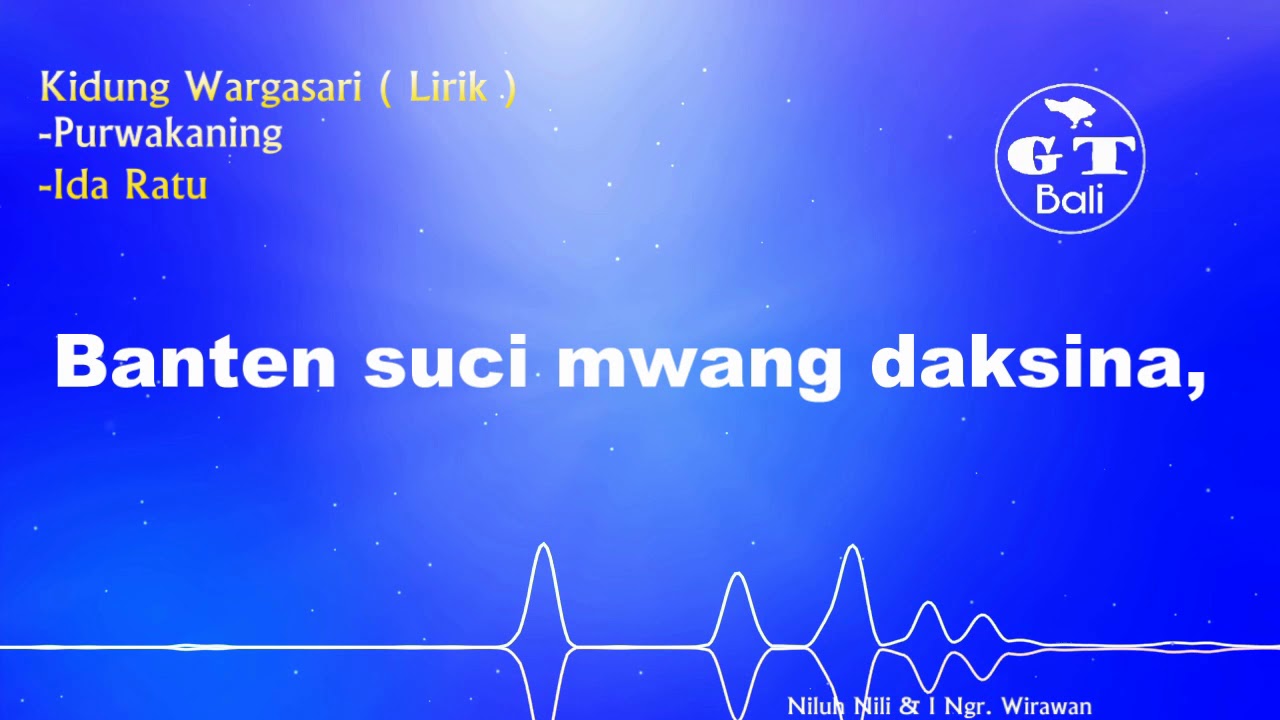 Kidung Wargasari ( Lirik )
-Purwakaning
-Ida Ratu
GT
Bali
Banten suci mwang daksina,
Niluh Nili & I Ngr. Wirawan